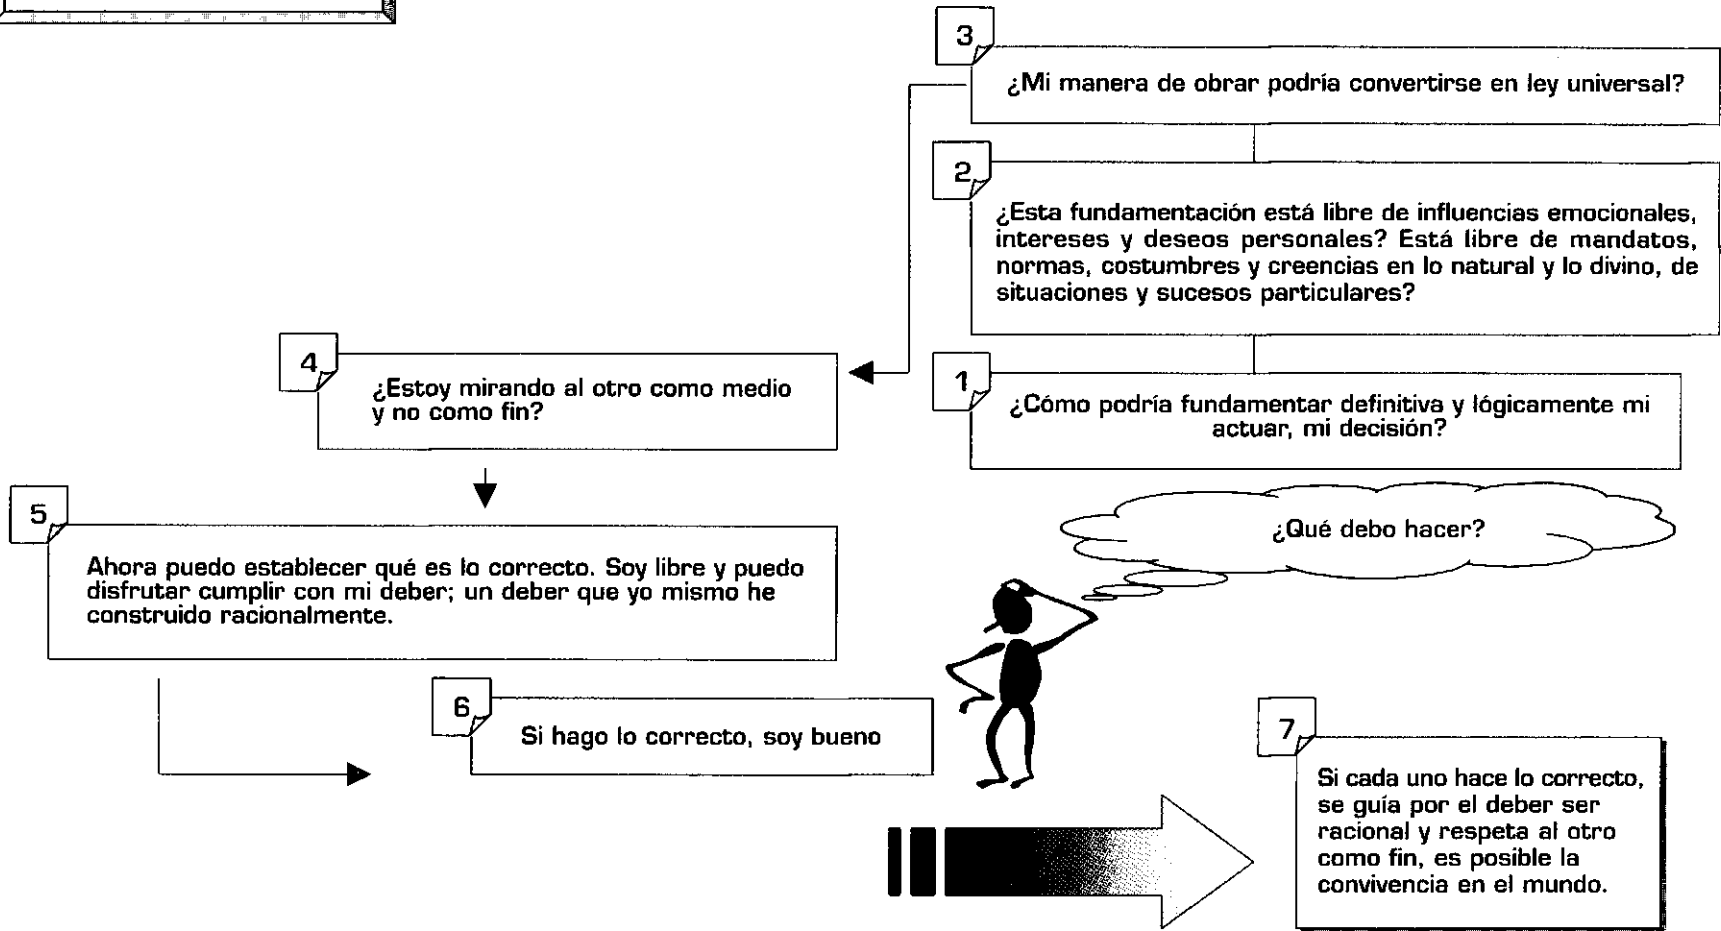 3
¿Mi manera de obrar podría convertirse en ley universal?
2
¿Esta fundamentación está libre de influencias emocionales,
intereses y deseos personales? Está libre de mandatos,
normas, costumbres y creencias en lo natural y lo divino, de
situaciones y sucesos particulares?
4
¿Estoy mirando al otro como medio
y no como fin?
1
¿Cómo podría fundamentar definitiva y lógicamente mi
actuar, mi decisión?
5
Ahora puedo establecer qué es lo correcto. Soy libre y puedo
disfrutar cumplir con mi deber; un deber que yo mismo he
construido racionalmente.
¿Qué debo hacer?
6
Si hago lo correcto, soy bueno
7
Si cada uno hace lo correcto,
se guía por el deber ser
racional y respeta al otro
como fin, es posible la
convivencia en el mundo.